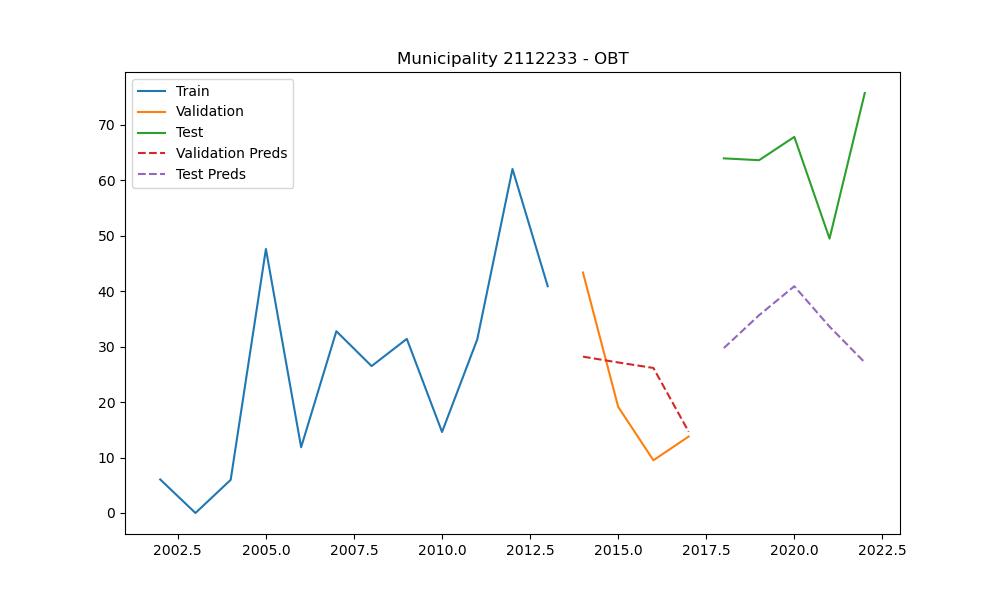 Municipality 2112233 - OBT
Train
Validation
Test
Validation Preds
Test Preds
70
60
50
40
30
20
10
0
2002.5 2005.0 2007.5 2010.0 2012.5 2015.0 2017.5 2020.0 2022.5